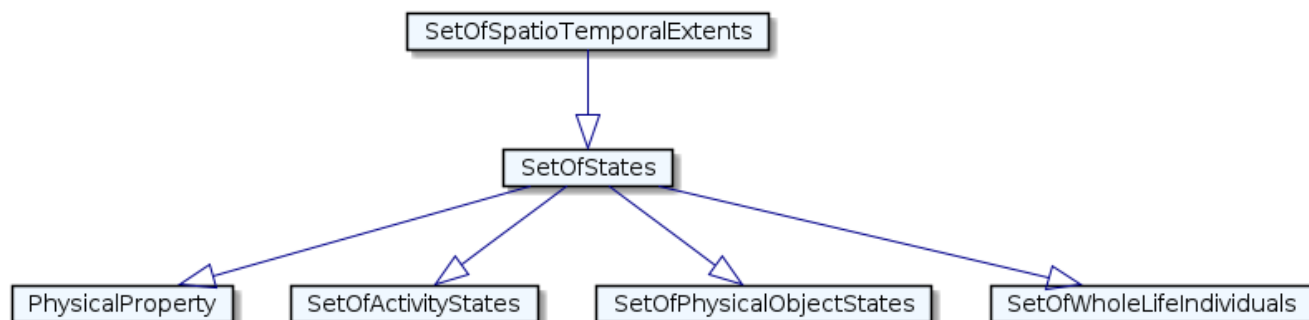 SetOfSpatioTemporalExtents
SetOfStates
PhysicalProperty
SetOfActivityStates
SetOfPhysicalObjectStates
SetOfWholeLifeIndividuals